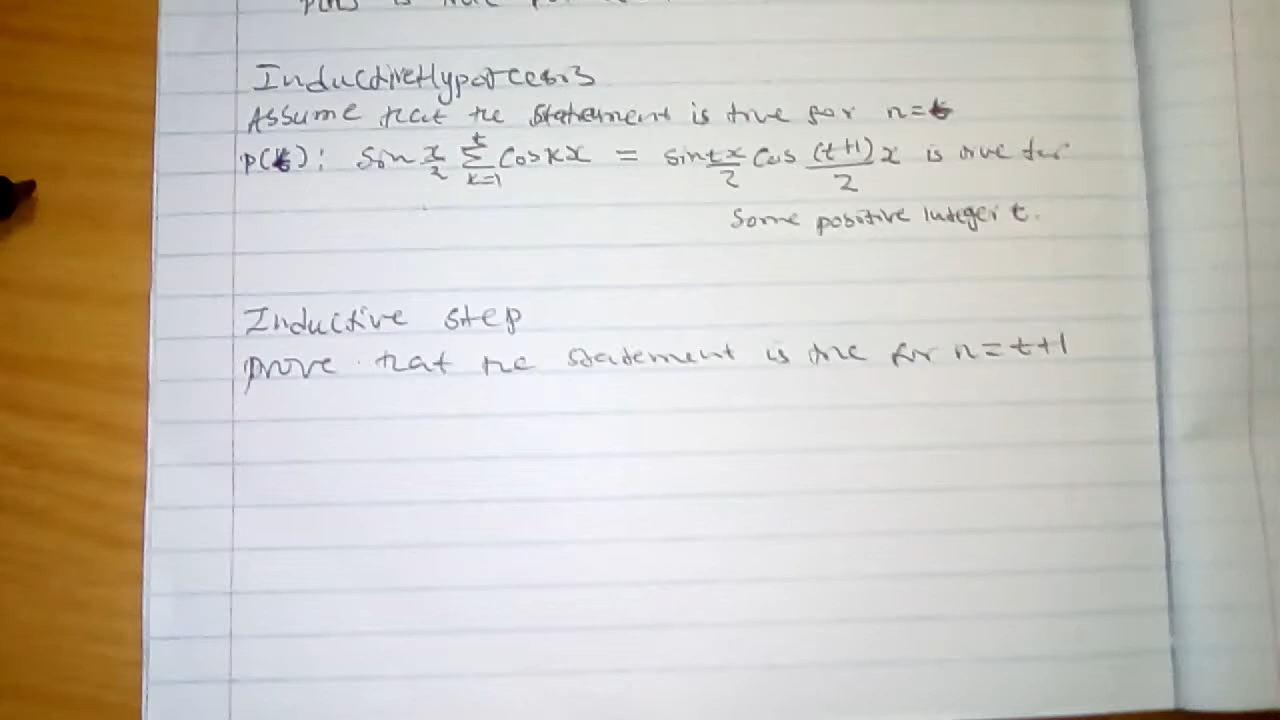 Inductive Hypothesis
Assume that the statement is true for n=t
P(t): Sin x/2 Σ_{k=1}^{t} Cos kx = sin tx/2 Cos (t+1)/2 x is true for
Some positive integer t.
Inductive step
prove that the statement is true for n=t+1